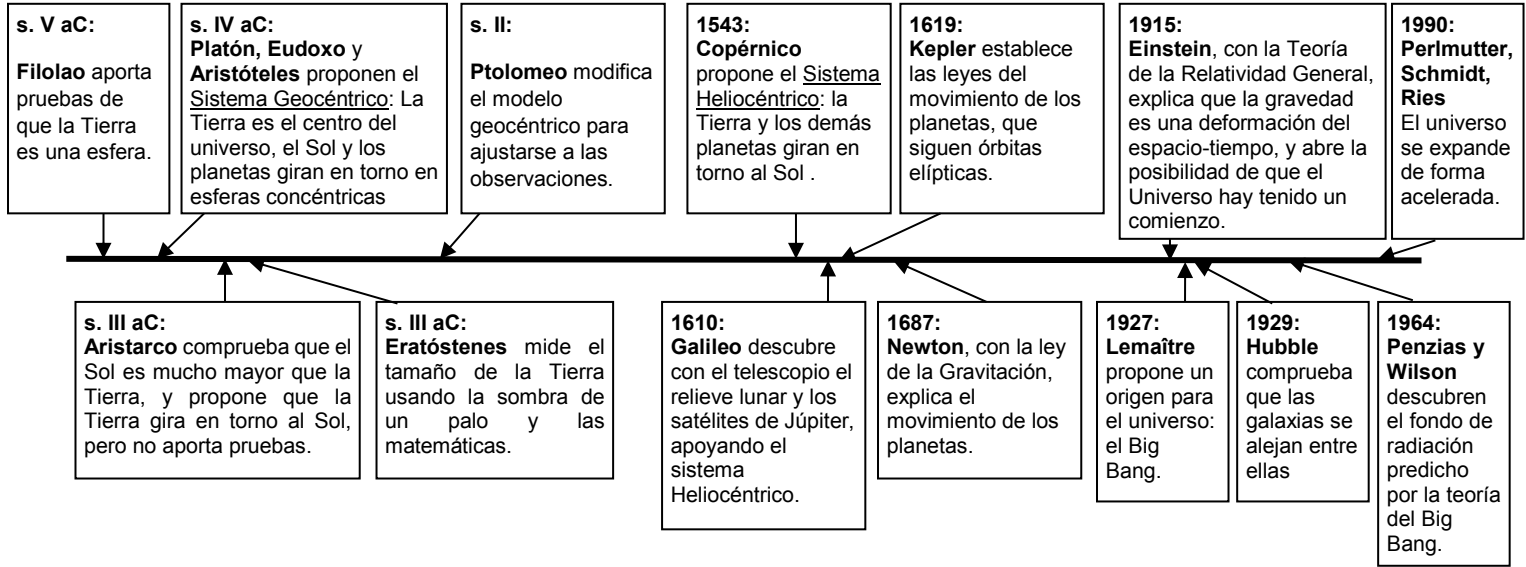 s. V aC:
Filolao aporta
pruebas de
que la Tierra
es una esfera.
s. IV aC:
Platón, Eudoxo y
Aristóteles proponen el
Sistema Geocéntrico: La
Tierra es el centro del
universo, el Sol y los
planetas giran en torno en
esferas concéntricas
s. II:
Ptolomeo modifica
el modelo
geocéntrico para
ajustarse a las
observaciones.
1543:
Copérnico
propone el Sistema
Heliocéntrico: la
Tierra y los demás
planetas giran en
torno al Sol .
1619:
Kepler establece
las leyes del
movimiento de los
planetas, que
siguen órbitas
elípticas.
1915:
Einstein, con la Teoría
de la Relatividad General,
explica que la gravedad
es una deformación del
espacio-tiempo, y abre la
posibilidad de que el
Universo hay tenido un
comienzo.
1990:
Perlmutter,
Schmidt,
Ries
El universo
se expande
de forma
acelerada.
s. III aC:
Aristarco comprueba que el
Sol es mucho mayor que la
Tierra, y propone que la
Tierra gira en torno al Sol,
pero no aporta pruebas.
s. III aC:
Eratóstenes mide el
tamaño de la Tierra
usando la sombra de
un palo y las
matemáticas.
1610:
Galileo descubre
con el telescopio el
relieve lunar y los
satélites de Júpiter,
apoyando el
sistema
Heliocéntrico.
1687:
Newton, con la ley
de la Gravitación,
explica el
movimiento de los
planetas.
1927:
Lemaître
propone un
origen para
el universo:
el Big
Bang.
1929:
Hubble
comprueba
que las
galaxias se
alejan entre
ellas
1964:
Penzias y
Wilson
descubren
el fondo de
radiación
predicho
por la teoría
del Big
Bang.